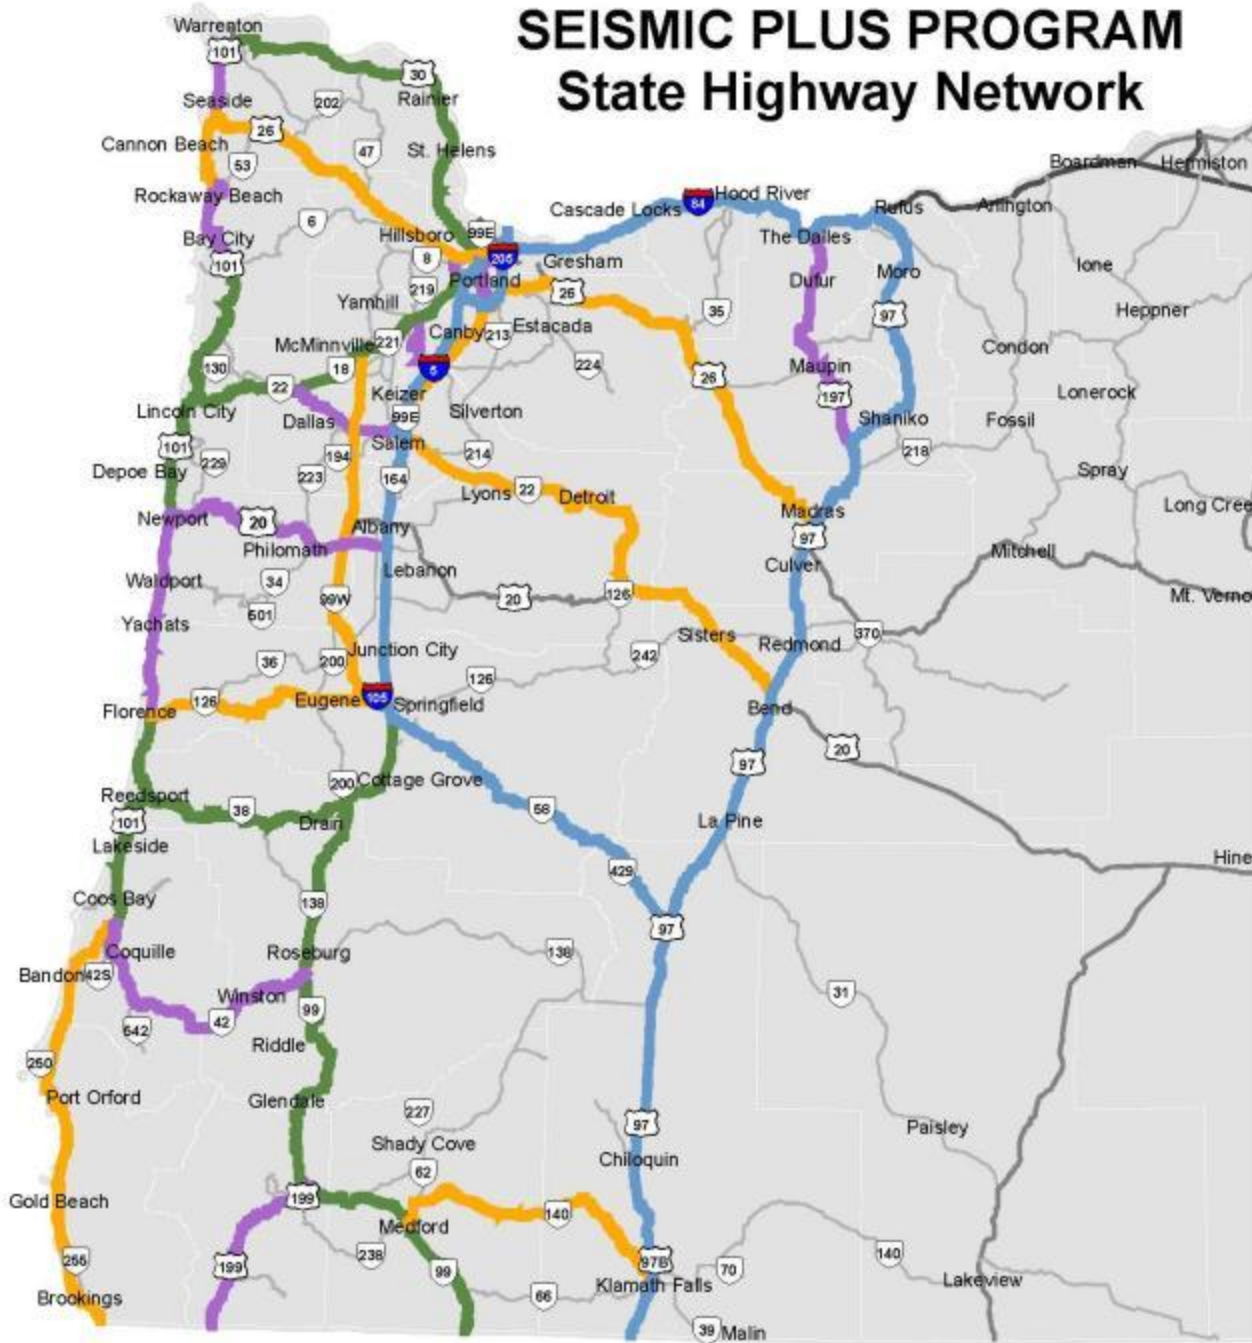 SEISMIC PLUS PROGRAM
State Highway Network
Warrenton
101
30
Rainier
Seaside
202
26
Cannon Beach
53
47
St. Helens
Boardman
Hermiston
Rockaway Beach
Cascade Locks
84
Hood River
Rufus
Arlington
6
Bay City
Hillsboro
99E
The Dalles
101
8
205
Gresham
Ione
Moro
Portland
Dufur
219
26
Yamhill
35
97
Heppner
Canby
213
Estacada
McMinnville
221
Condon
130
18
5
224
Maupin
26
22
Keizer
197
Lonerock
Lincoln City
99E
Silverton
Dallas
Shaniko
Fossil
101
Salem
229
194
214
218
Depoe Bay
223
164
Spray
Lyons
22
Detroit
Long Cree
Newport
20
Albany
Madras
97
Philomath
Mitchell
Lebanon
Culver
Waldport
34
126
Mt. Verno
99W
20
501
Yachats
370
Sisters
Redmond
Junction City
36
200
242
126
126
Eugene
105
Springfield
Florence
Bend
20
97
200
Cottage Grove
Reedsport
38
58
101
Drain
La Pine
Lakeside
Hine
429
Coos Bay
138
97
Coquille
Roseburg
138
Bandon
42S
Winston
31
99
542
42
Riddle
250
Port Orford
Glendale
227
97
Paisley
Shady Cove
Chiloquin
62
199
Gold Beach
140
Medford
238
140
255
199
99
97B
70
Klamath Falls
Lakeview
66
Brookings
39
Malin